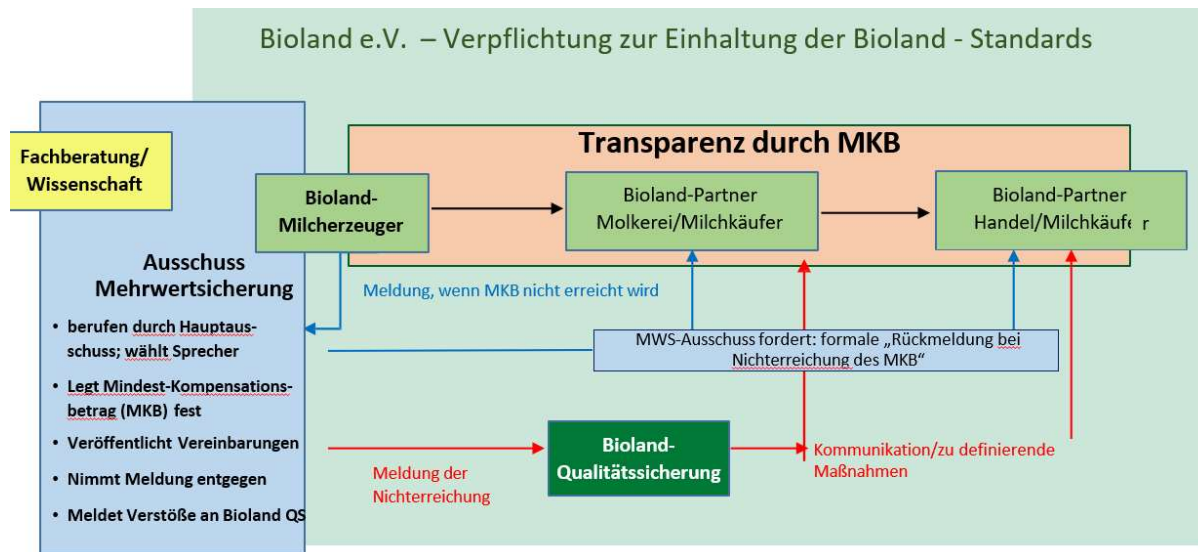 Bioland e.V. – Verpflichtung zur Einhaltung der Bioland - Standards
Fachberatung/
Wissenschaft
Transparenz durch MKB
Bioland-
Milcherzeuger
Bioland-Partner
Molkerei/Milchkäufer
Bioland-Partner
Handel/Milchkäufer
Ausschuss
Mehrwertsicherung
• berufen durch Hauptaus-
schuss; wählt Sprecher
• Legt Mindest-Kompensations-
betrag (MKB) fest
• Veröffentlicht Vereinbarungen
• Nimmt Meldung entgegen
• Meldet Verstöße an Bioland QS
Meldung, wenn MKB nicht erreicht wird
MWS-Ausschuss fordert: formale „Rückmeldung bei
Nichterreichung des MKB“
Meldung der
Nichterreichung
Bioland-
Qualitätssicherung
Kommunikation/zu definierende
Maßnahmen